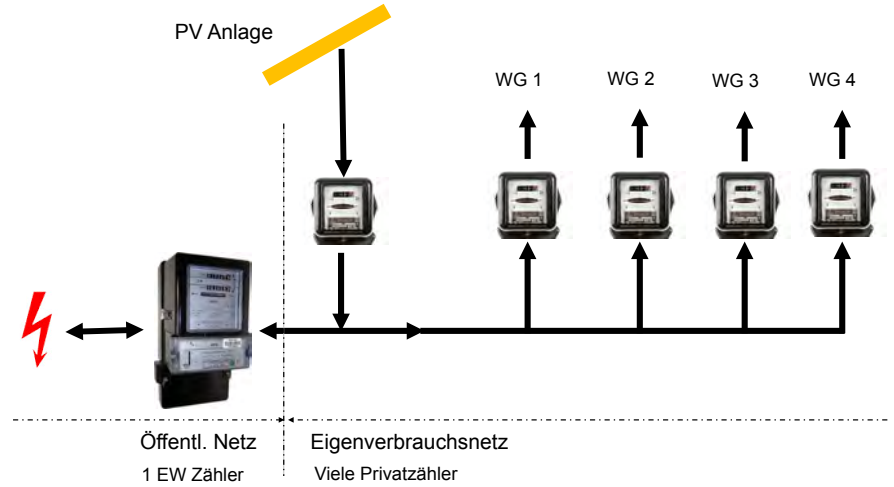 PV Anlage
WG 1
WG 2
WG 3
WG 4
Öffentl. Netz
1 EW Zähler
Eigenverbrauchsnetz
Viele Privatzähler